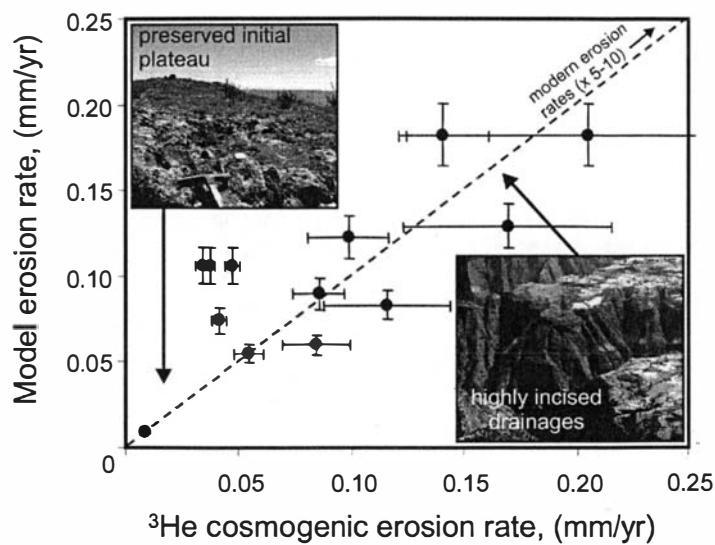 0.25
0.20
0.15
0.10
0.05
0
Model erosion rate, (mm/yr)
preserved initial
plateau
modern erosion
rates (x 5-10)
highly incised
drainages
0.05
0.10
0.15
0.20
0.25
³He cosmogenic erosion rate, (mm/yr)